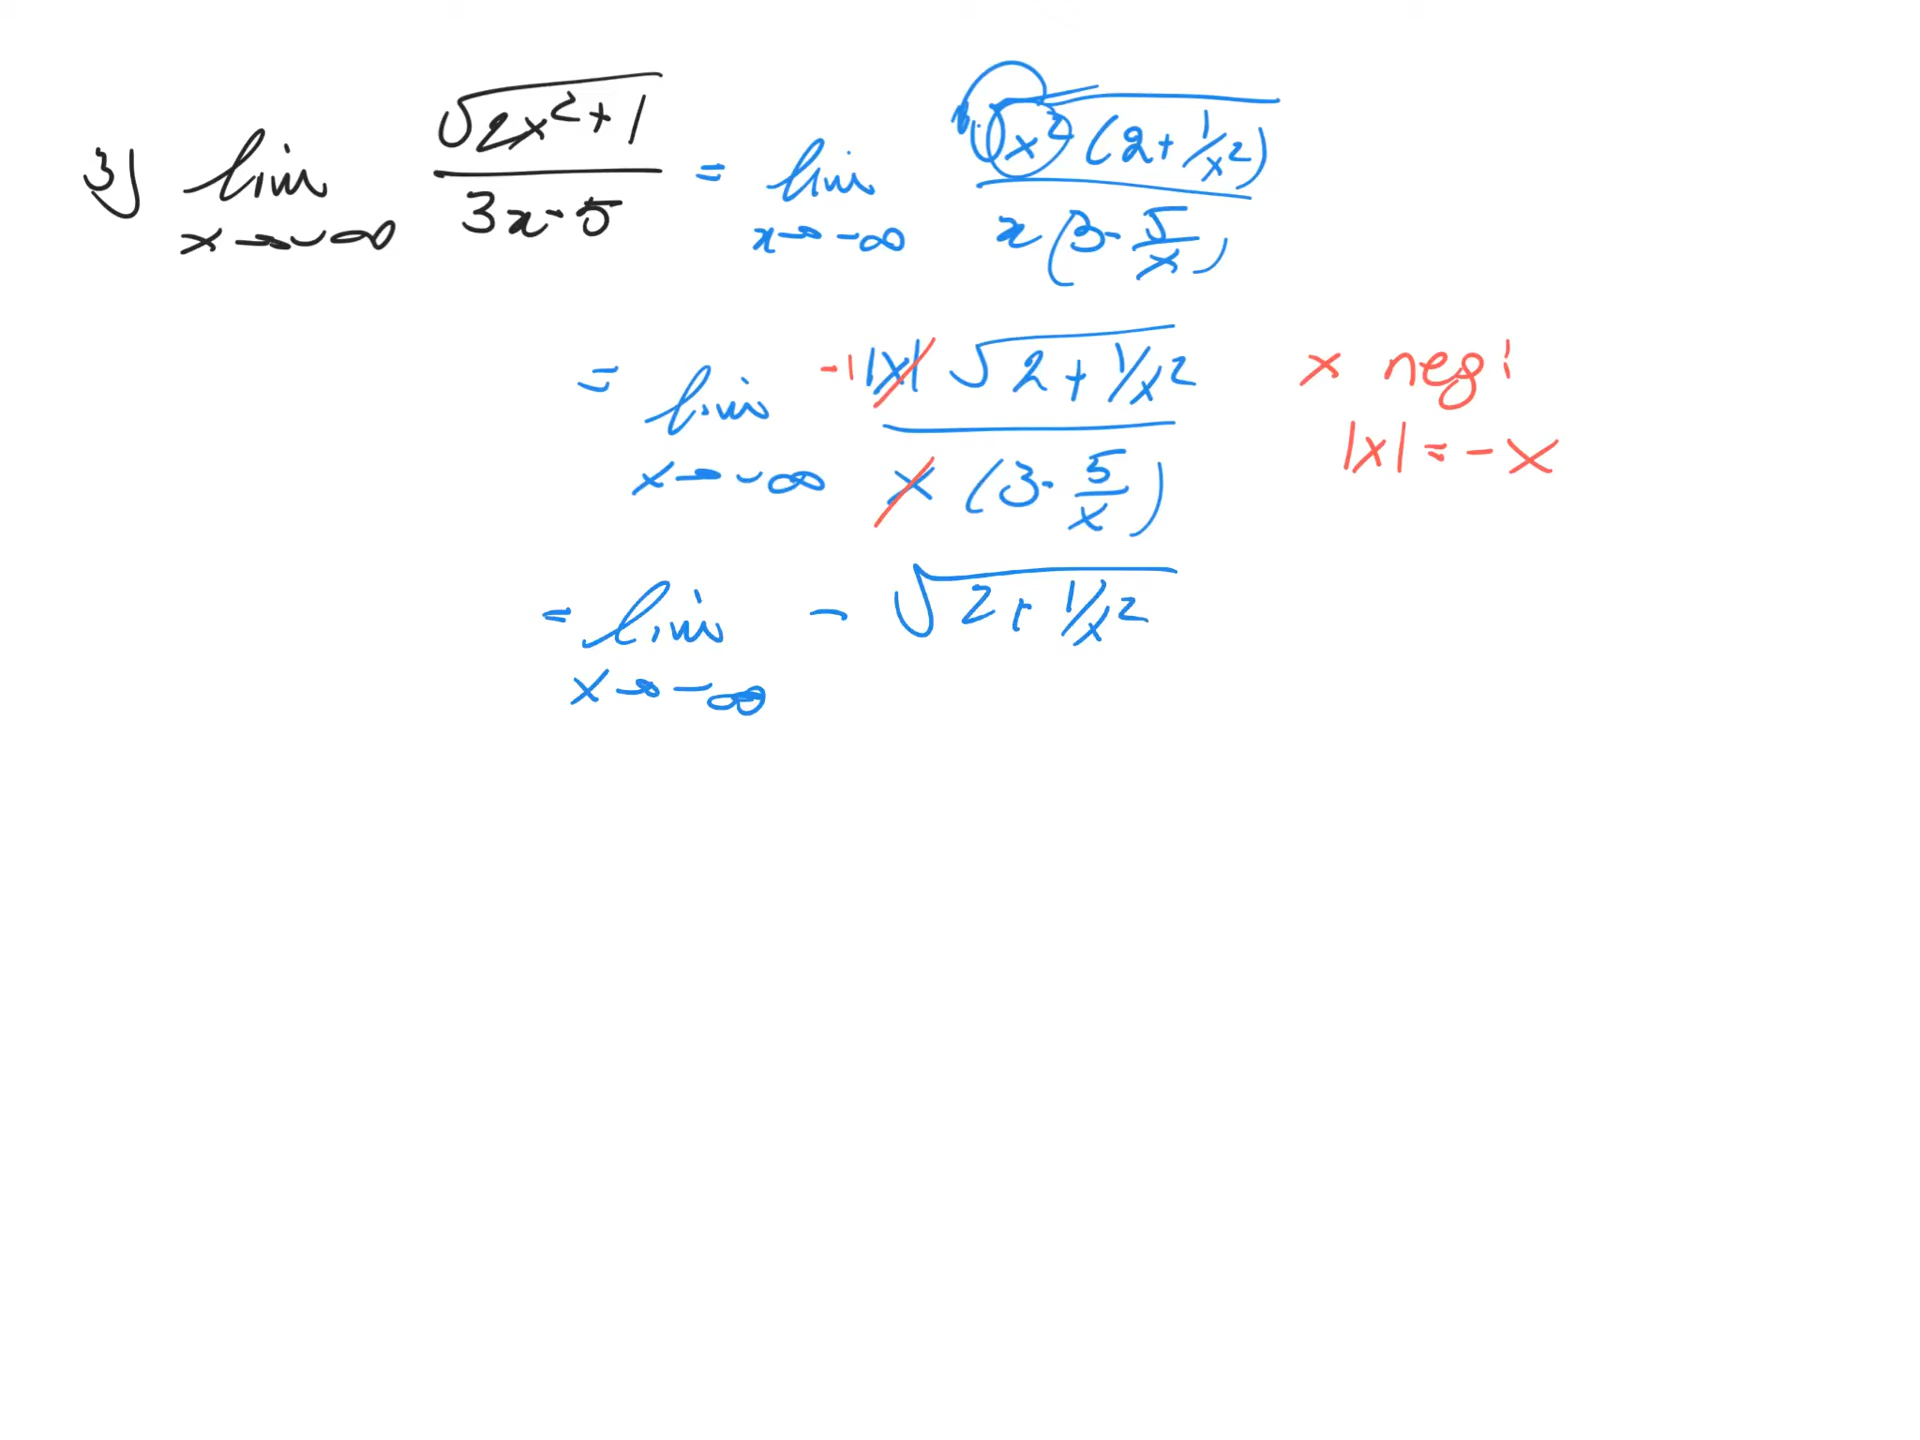 3) lim x→-∞ √(2x²+1) / (3x-5) = lim x→-∞ √(x²(2+1/x²)) / (x(3-5/x))
= lim x→-∞ -1 |x| √(2+1/x²) / (x(3-5/x)) x neg!
|x| = -x
= lim x→-∞ - √(2+1/x²)